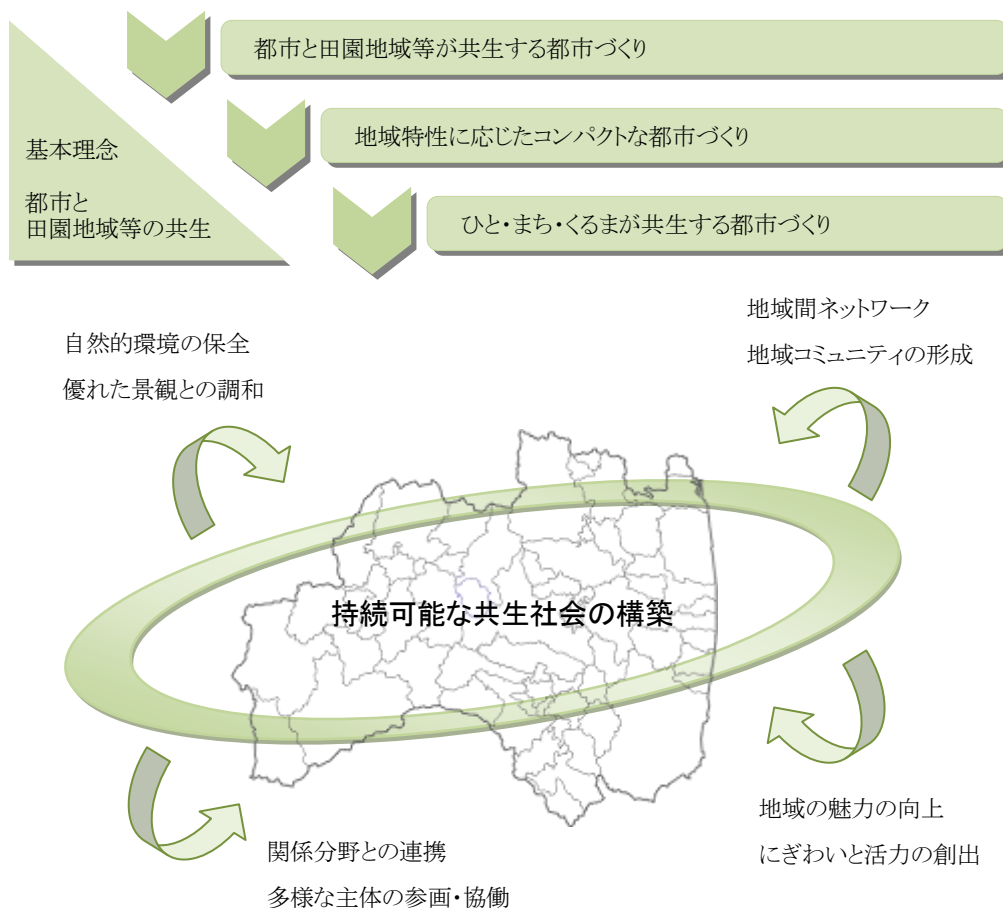 都市と田園地域等が共生する都市づくり
地域特性に応じたコンパクトな都市づくり
ひと・まち・くるまが共生する都市づくり
基本理念
都市と
田園地域等の共生
自然的環境の保全
優れた景観との調和
地域間ネットワーク
地域コミュニティの形成
持続可能な共生社会の構築
関係分野との連携
多様な主体の参画・協働
地域の魅力の向上
にぎわいと活力の創出